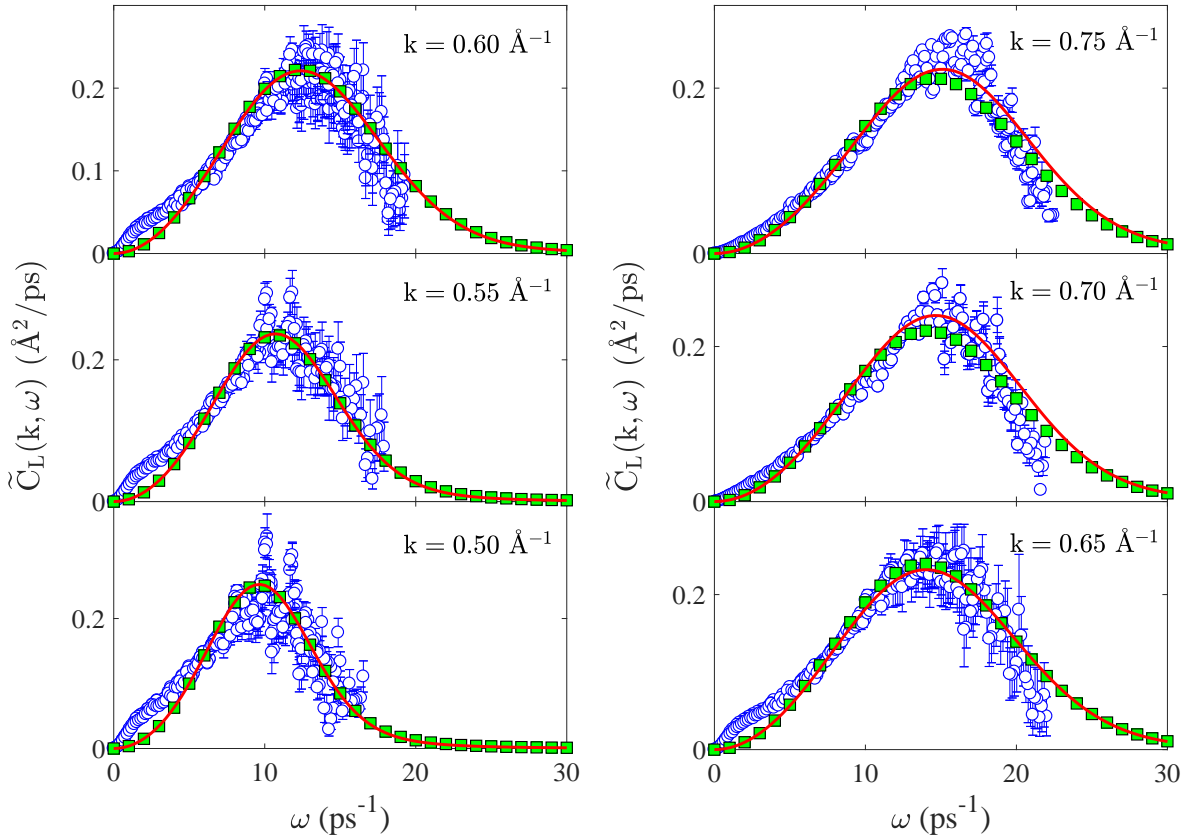 k = 0.60 Å⁻¹
0.2
0.1
0
k = 0.55 Å⁻¹
0.2
0
k = 0.50 Å⁻¹
0.2
0
0 10 20 30
C̃_L(k, ω) (Å²/ps)
ω (ps⁻¹)
k = 0.75 Å⁻¹
0.2
0
k = 0.70 Å⁻¹
0.2
0
k = 0.65 Å⁻¹
0.2
0
0 10 20 30
C̃_L(k, ω) (Å²/ps)
ω (ps⁻¹)